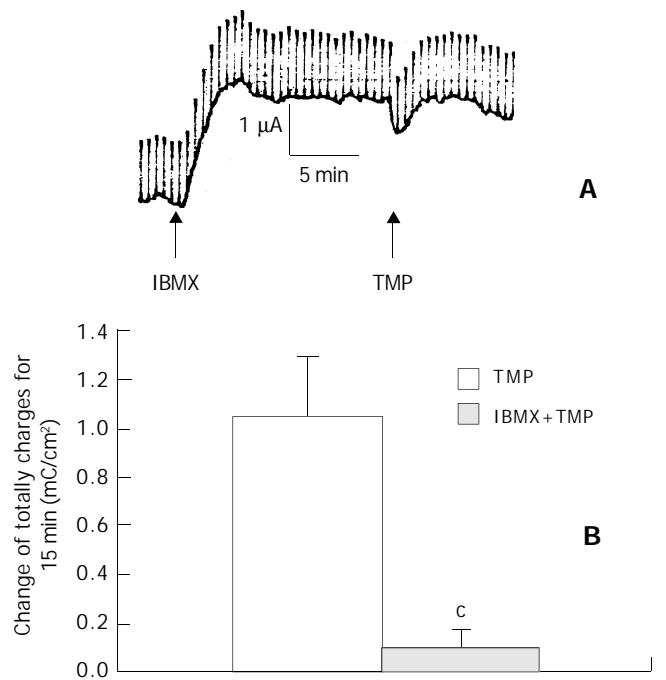 1 μA
5 min
A
IBMX
TMP
Change of totally charges for
15 min (mC/cm²)
1.4
1.2
1.0
0.8
0.6
0.4
0.2
0.0
TMP
IBMX+TMP
B
c